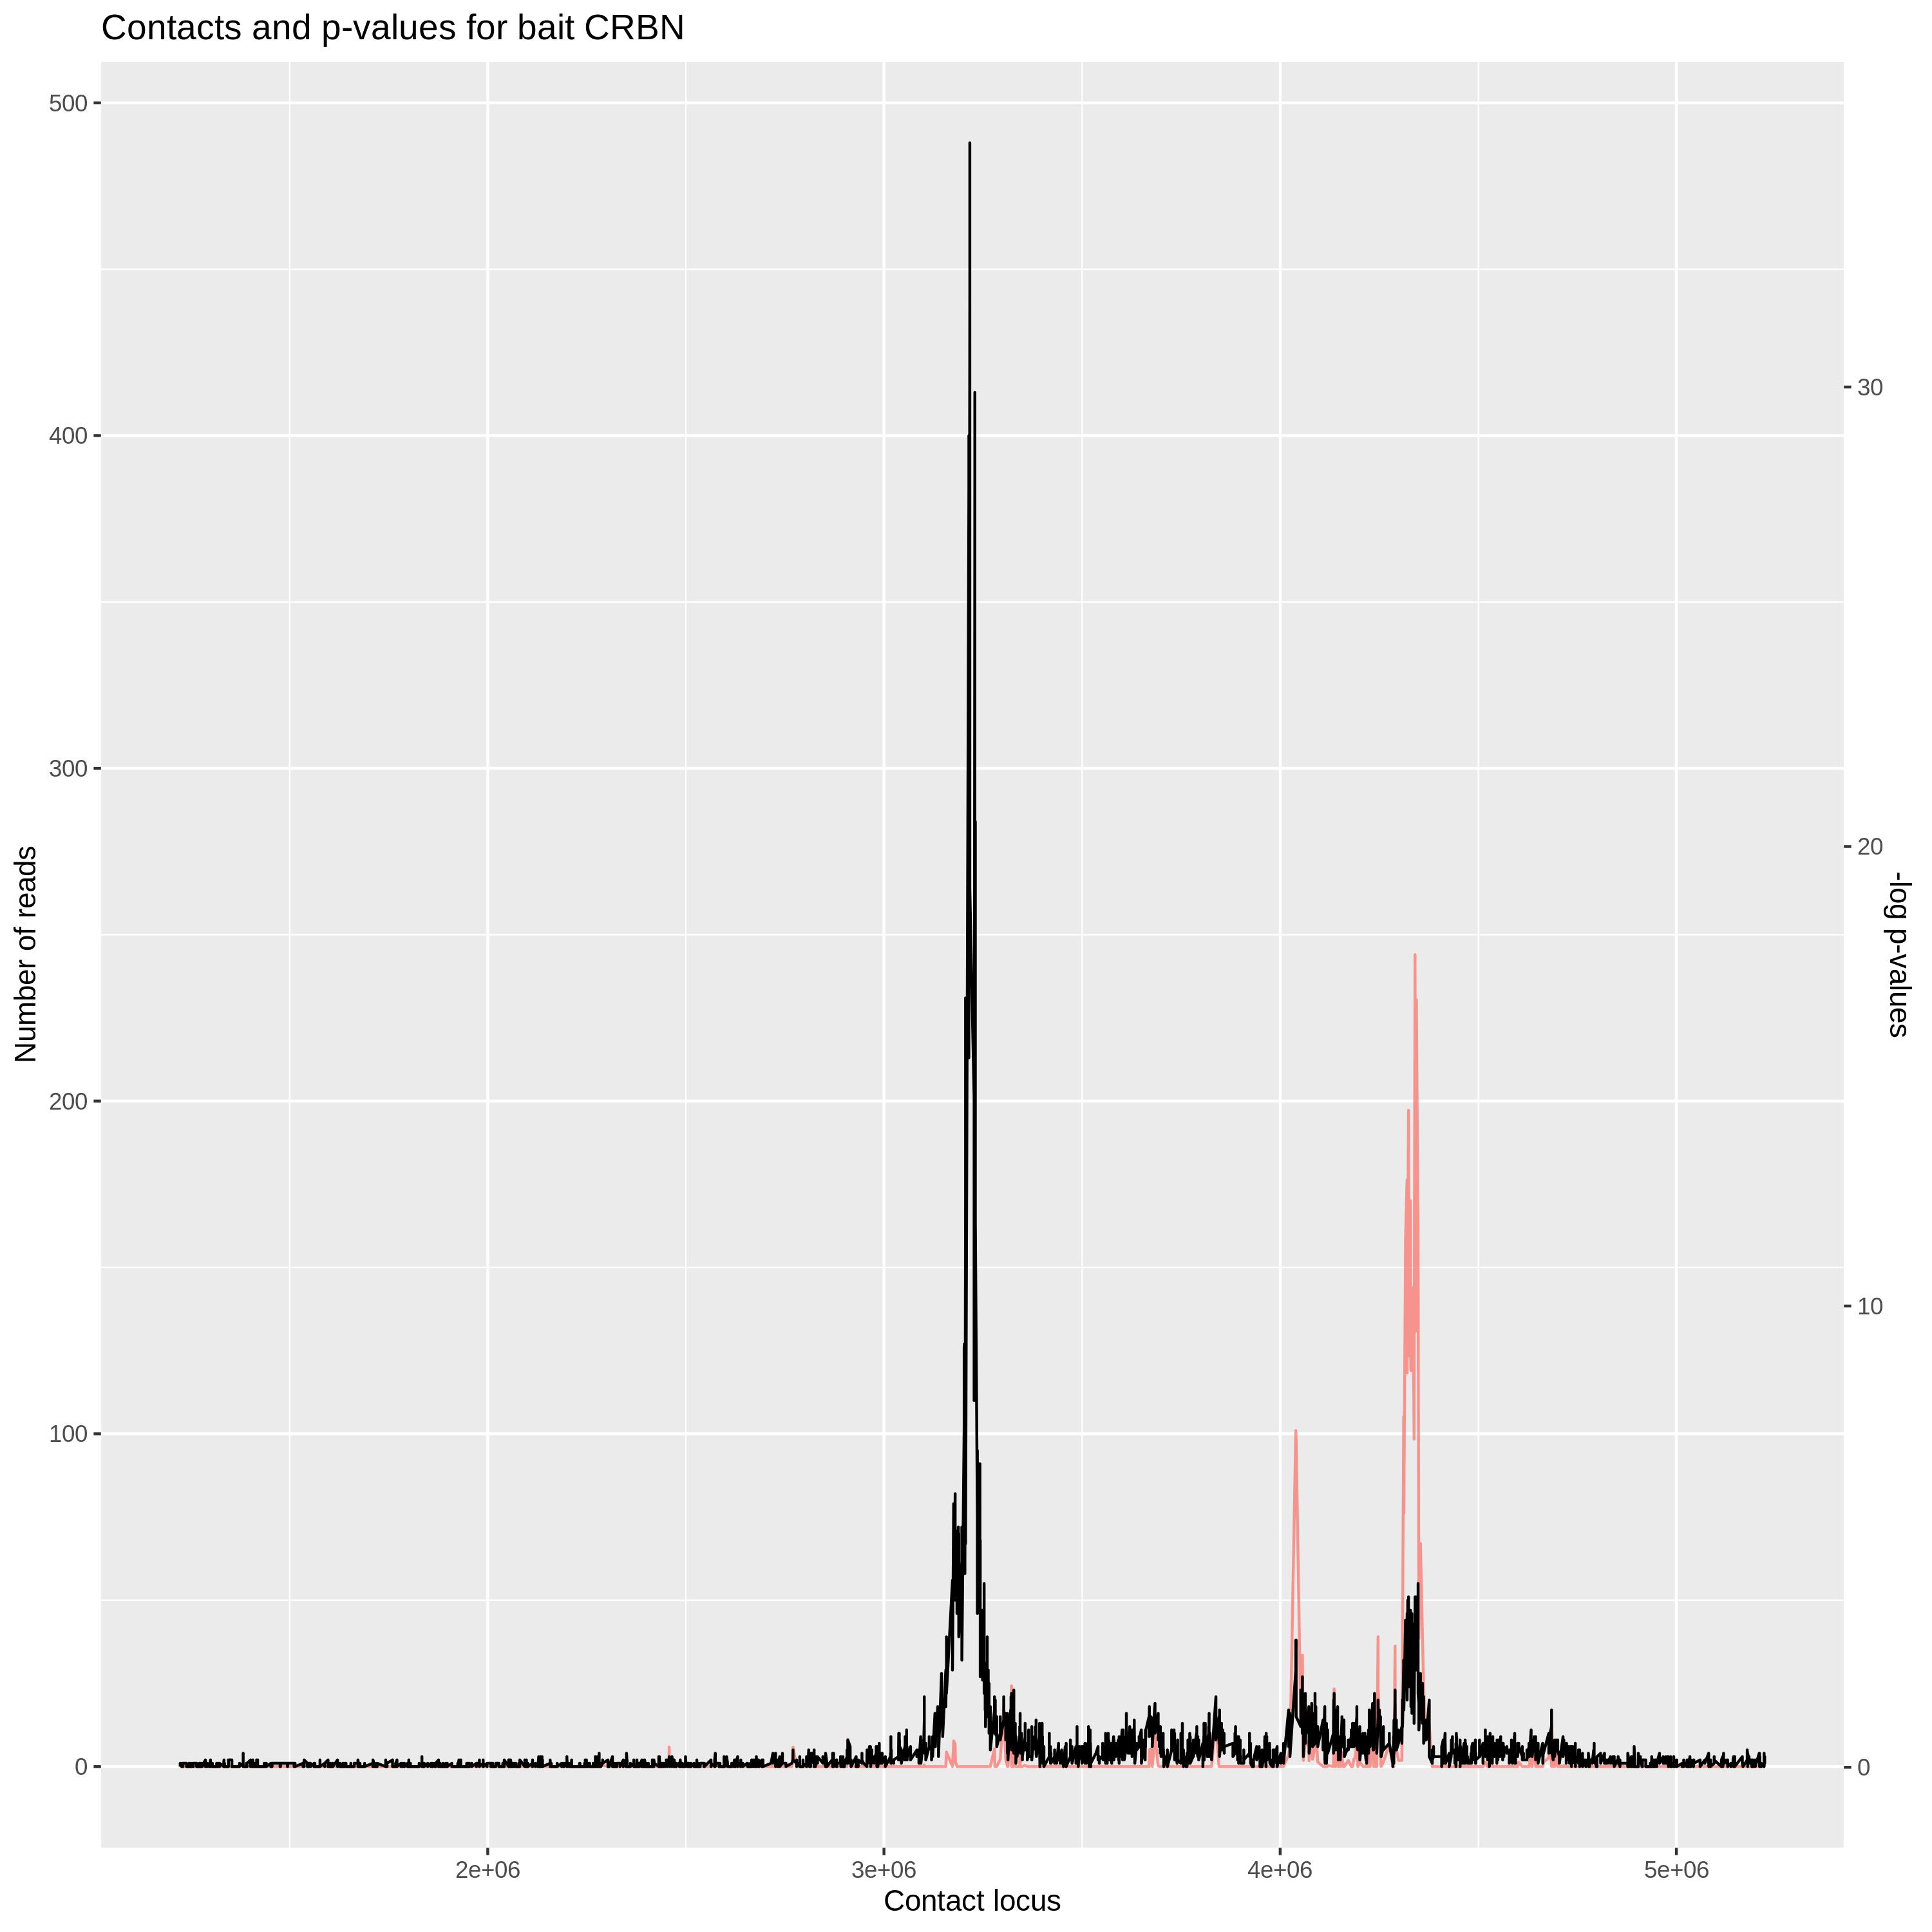 Contacts and p-values for bait CRBN
500
400
300
200
100
0
Number of reads
30
20
10
0
-log p-values
2e+06 3e+06 4e+06 5e+06
Contact locus